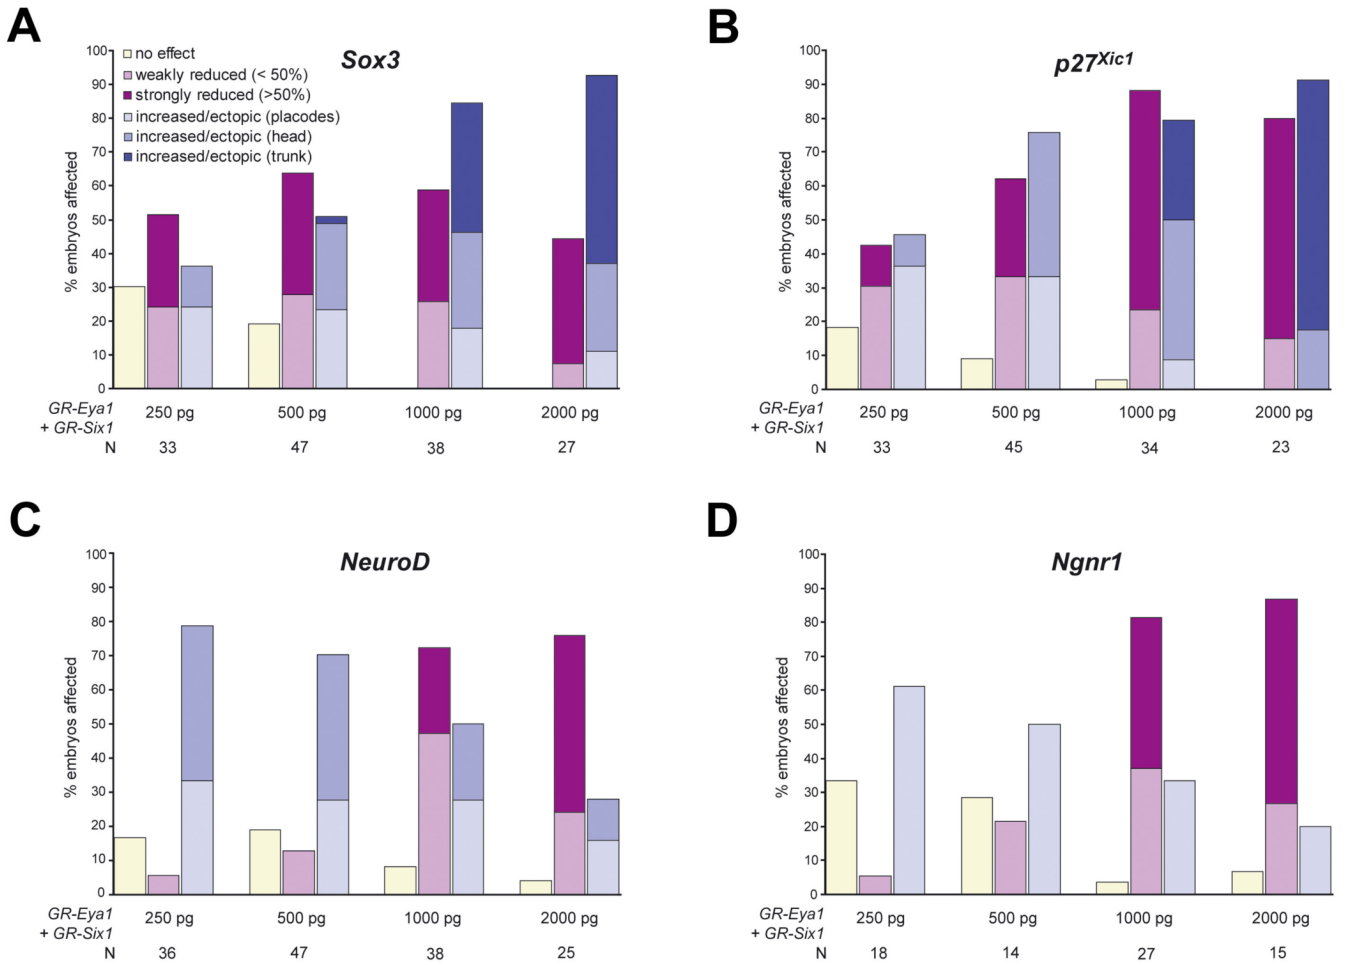 A
B
Sox3
p27Xic1
no effect
weakly reduced (< 50%)
strongly reduced (>50%)
increased/ectopic (placodes)
increased/ectopic (head)
increased/ectopic (trunk)
% embryos affected
100
90
80
70
60
50
40
30
20
10
0
% embryos affected
100
90
80
70
60
50
40
30
20
10
0
GR-Eya1 + GR-Six1
250 pg 500 pg 1000 pg 2000 pg
N 33 47 38 27
GR-Eya1 + GR-Six1
250 pg 500 pg 1000 pg 2000 pg
N 33 45 34 23
C
D
NeuroD
Ngnr1
% embryos affected
100
90
80
70
60
50
40
30
20
10
0
% embryos affected
100
90
80
70
60
50
40
30
20
10
0
GR-Eya1 + GR-Six1
250 pg 500 pg 1000 pg 2000 pg
N 36 47 38 25
GR-Eya1 + GR-Six1
250 pg 500 pg 1000 pg 2000 pg
N 18 14 27 15